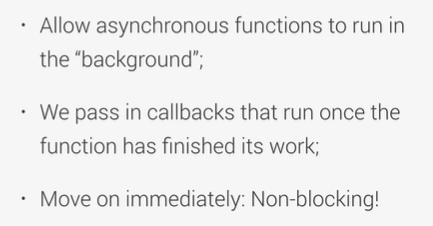 • Allow asynchronous functions to run in
the “background”;
• We pass in callbacks that run once the
function has finished its work;
• Move on immediately: Non-blocking!